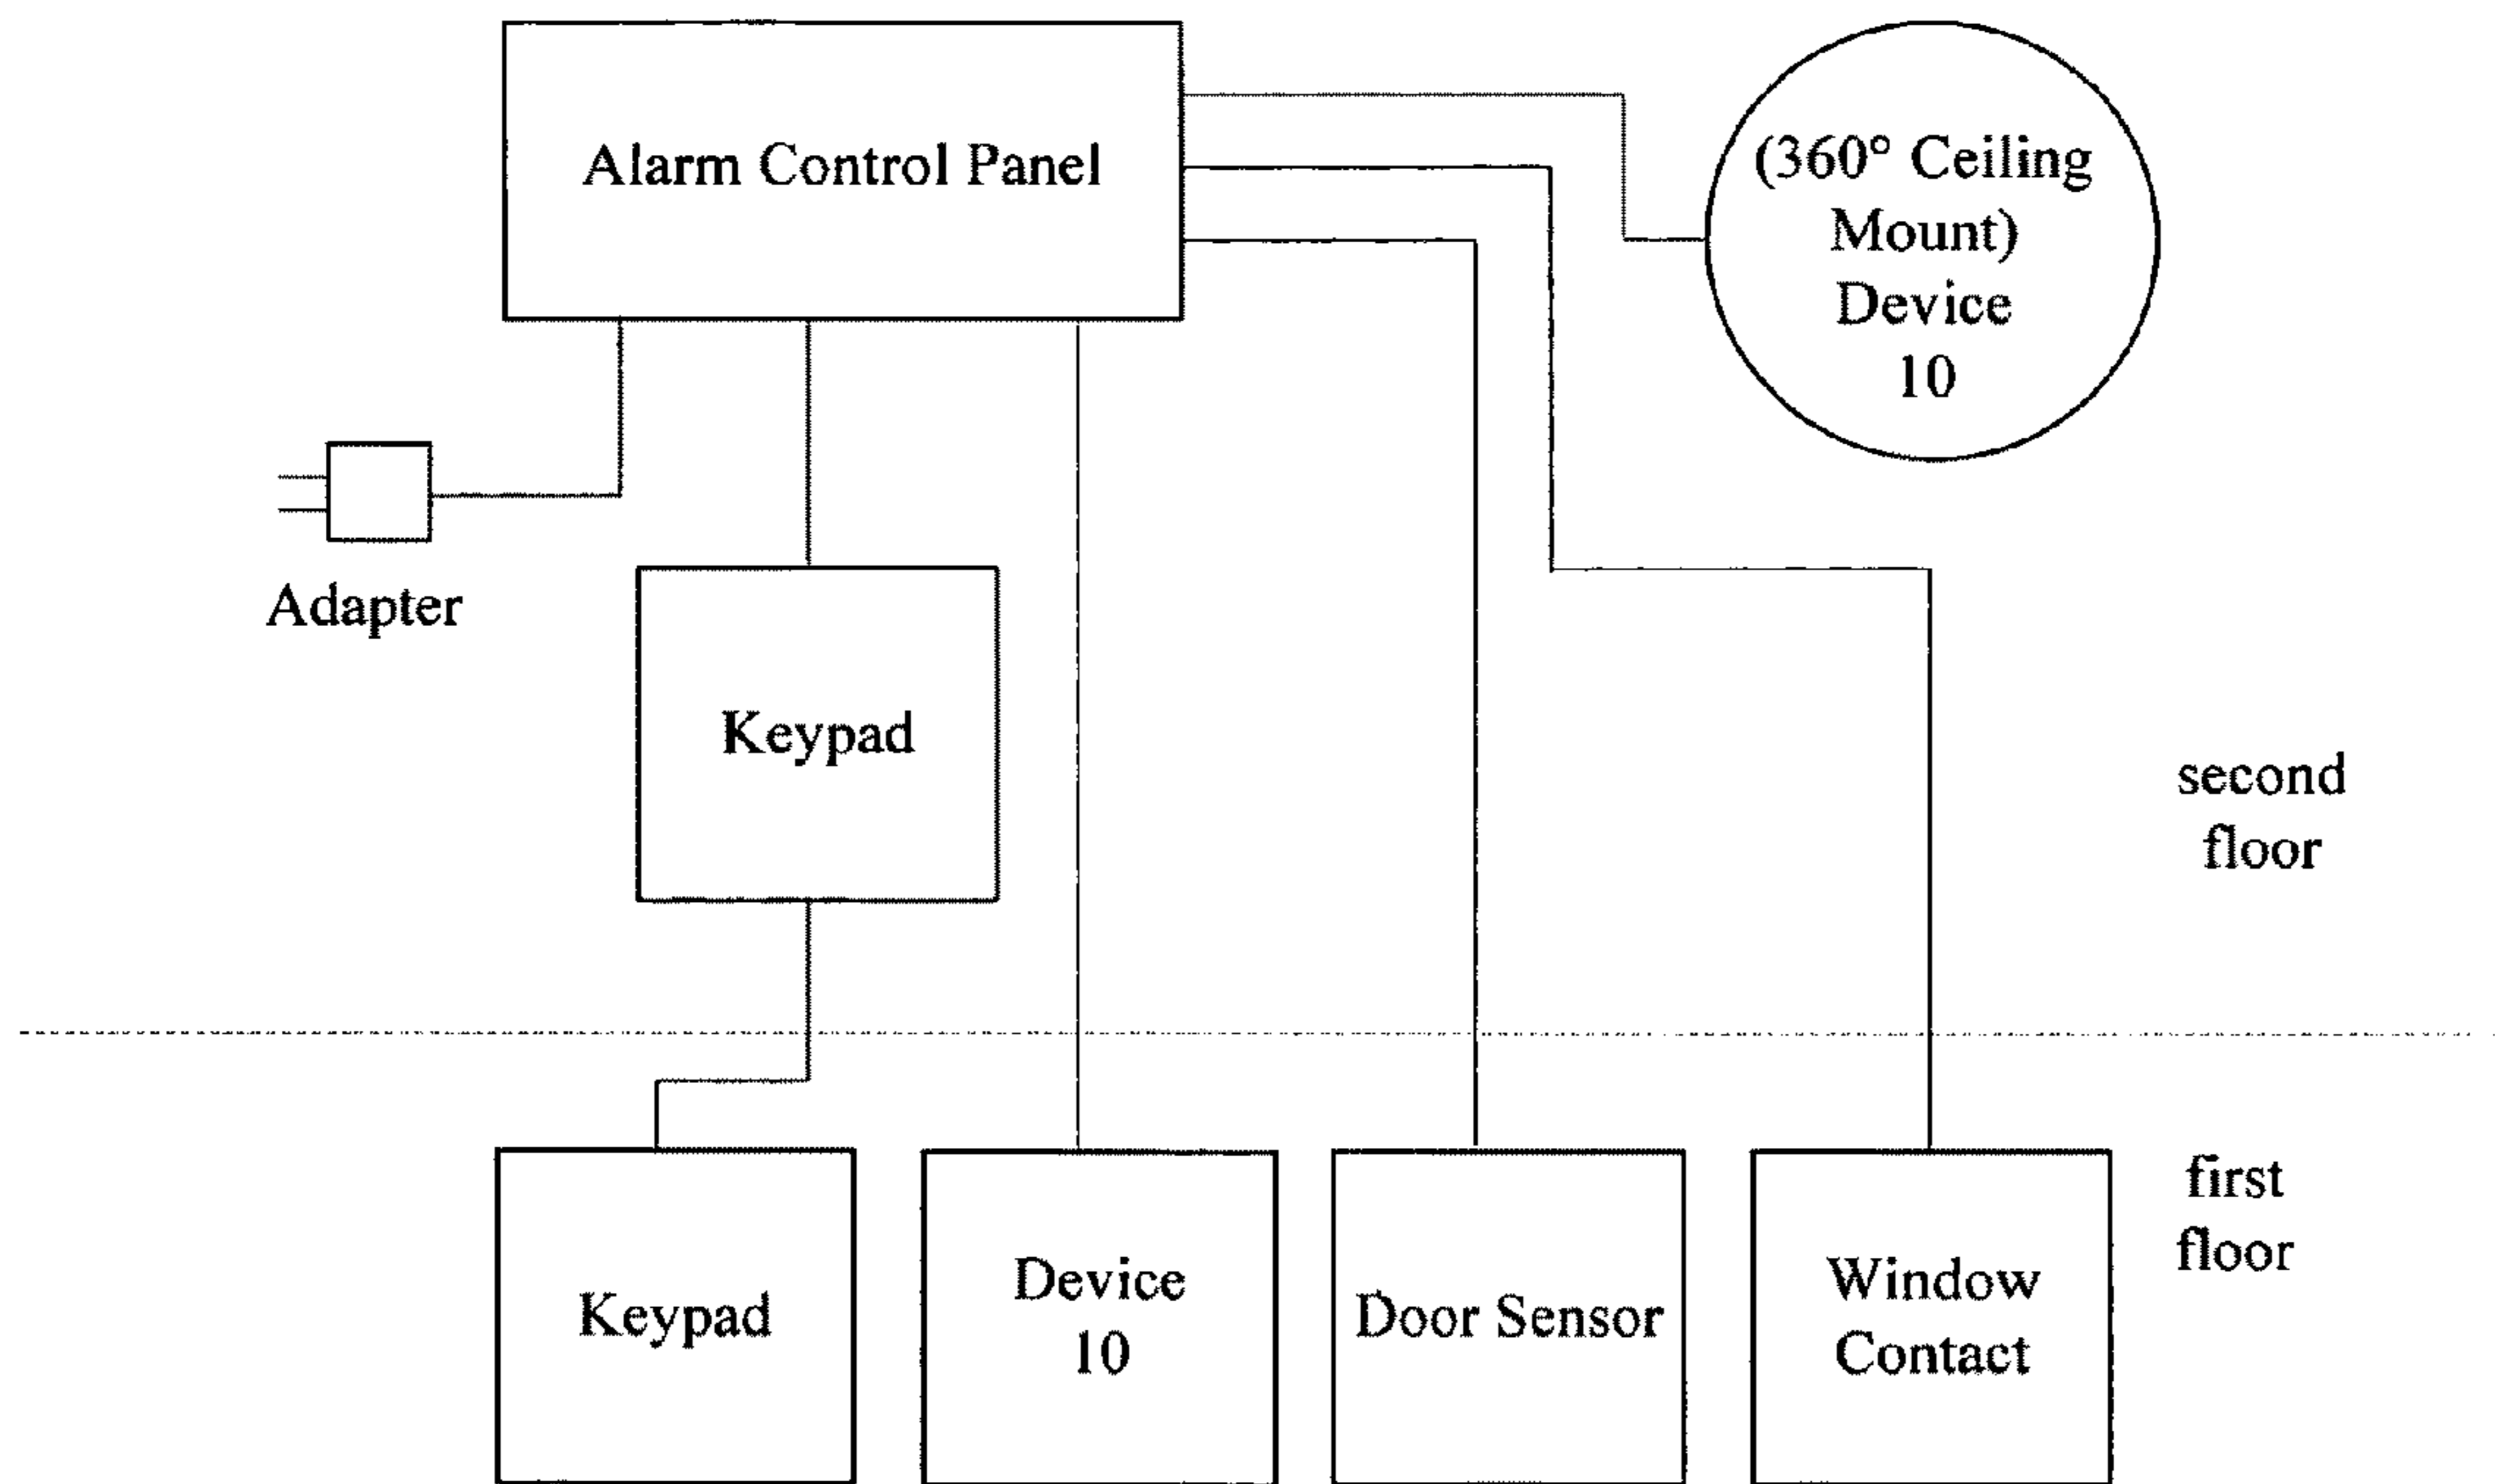 Alarm Control Panel
(360° Ceiling
Mount)
Device
10
Adapter
Keypad
second
floor
Keypad
Device
10
Door Sensor
Window
Contact
first
floor